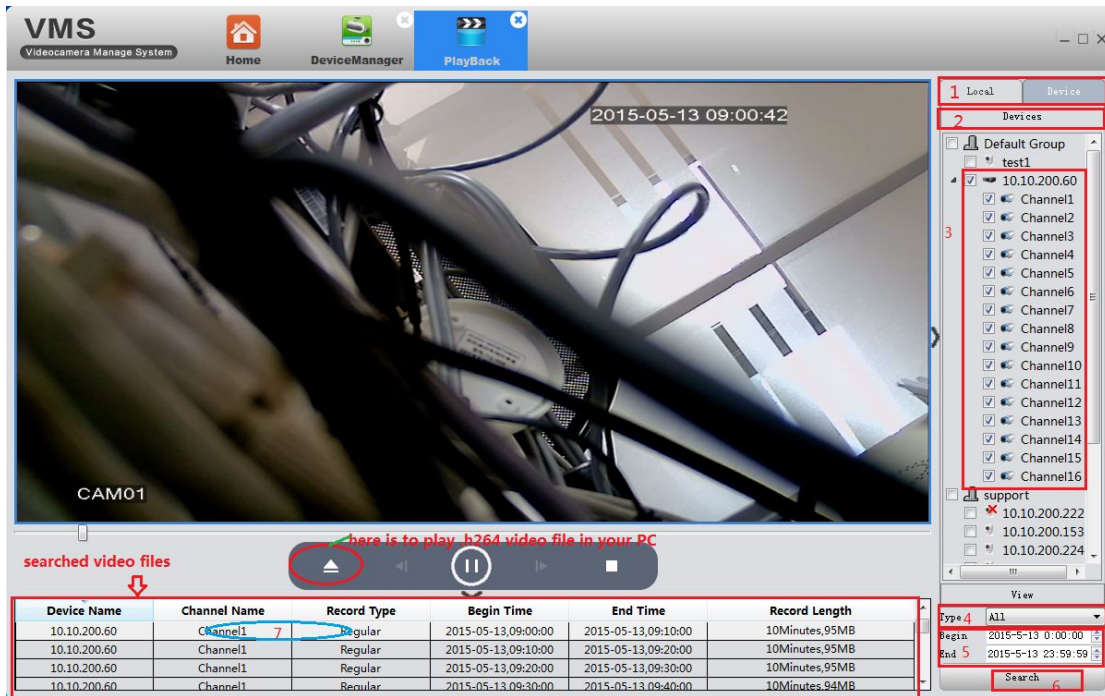 VMS
Videocamera Manage System
Home
DeviceManager
PlayBack
1 Local
Device
2 Devices
2015-05-13 09:00:42
Default Group
test1
10.10.200.60
Channel1
Channel2
3 Channel3
Channel4
Channel5
Channel6
Channel7
Channel8
Channel9
Channel10
Channel11
Channel12
Channel13
Channel14
Channel15
Channel16
support
10.10.200.222
10.10.200.153
10.10.200.224
CAM01
here is to play .h264 video file in your PC
searched video files
View
Type 4 All
Begin 2015-5-13 0:00:00
End 5 2015-5-13 23:59:59
Search 6
Device Name Channel Name Record Type Begin Time End Time Record Length
10.10.200.60 Channel1 7 Regular 2015-05-13,09:00:00 2015-05-13,09:10:00 10Minutes,95MB
10.10.200.60 Channel1 Regular 2015-05-13,09:10:00 2015-05-13,09:20:00 10Minutes,95MB
10.10.200.60 Channel1 Regular 2015-05-13,09:20:00 2015-05-13,09:30:00 10Minutes,95MB
10.10.200.60 Channel1 Regular 2015-05-13,09:30:00 2015-05-13,09:40:00 10Minutes,94MB